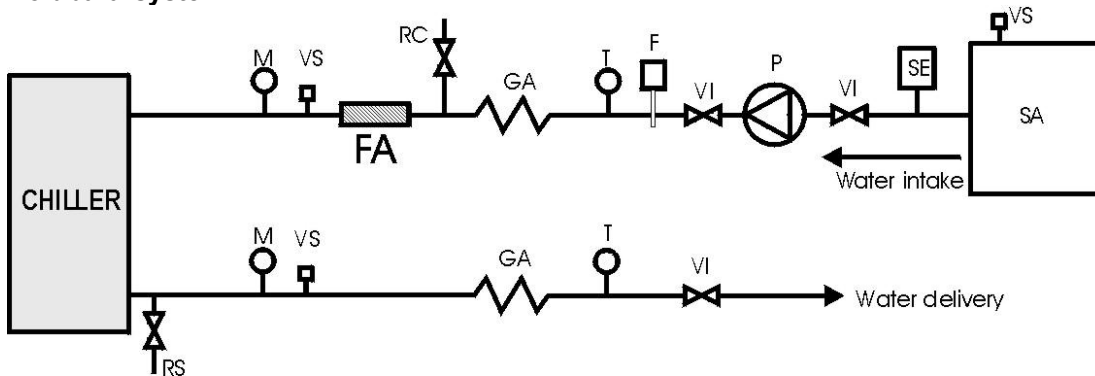 RC
VS
M
VS
GA
T
F
VI
P
VI
SE
SA
FA
Water intake
CHILLER
M
VS
GA
T
VI
Water delivery
RS